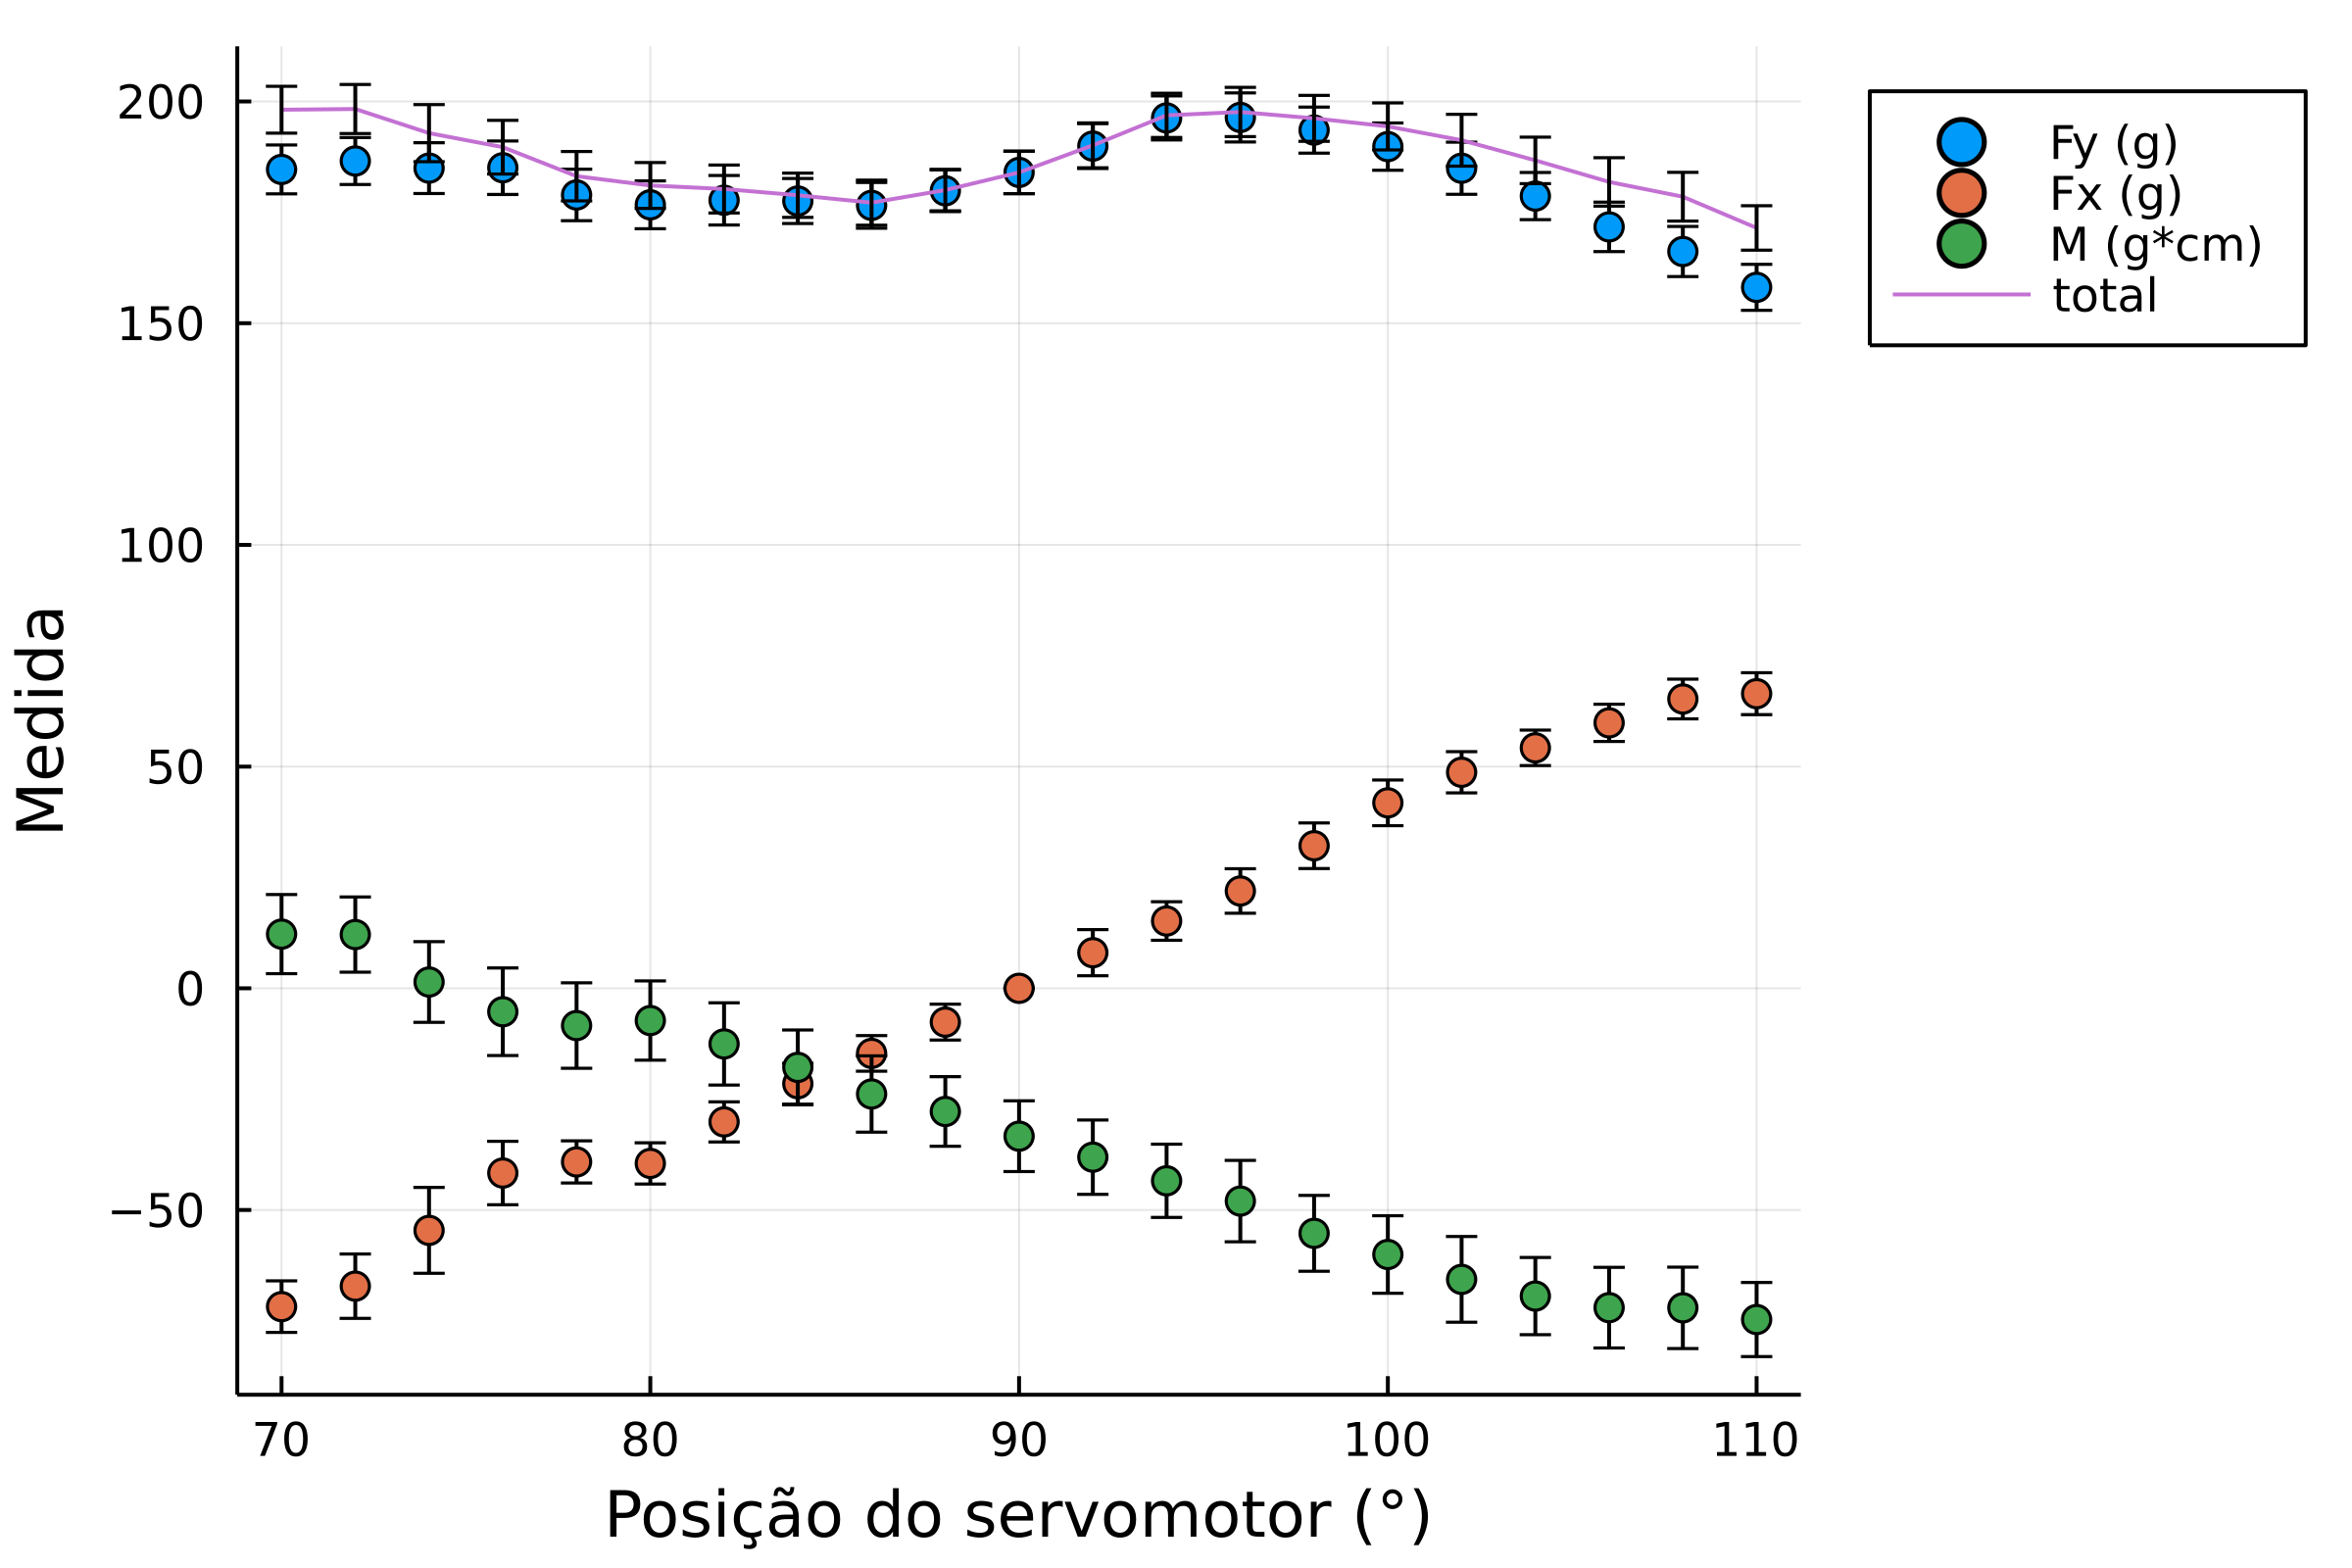 Medida
200
150
100
50
0
−50
70 80 90 100 110
Posição do servomotor (°)
Fy (g)
Fx (g)
M (g*cm)
total